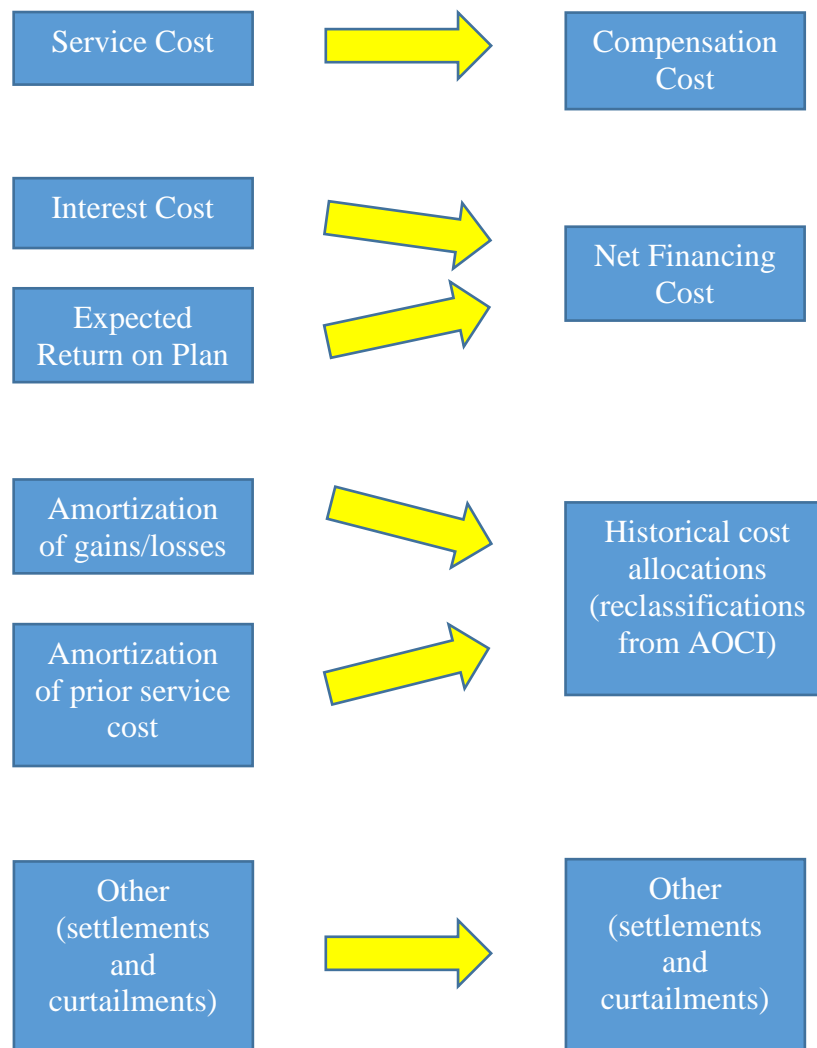 Service Cost
Compensation
Cost
Interest Cost
Net Financing
Cost
Expected
Return on Plan
Amortization
of gains/losses
Historical cost
allocations
(reclassifications
from AOCI)
Amortization
of prior service
cost
Other
(settlements
and
curtailments)
Other
(settlements
and
curtailments)